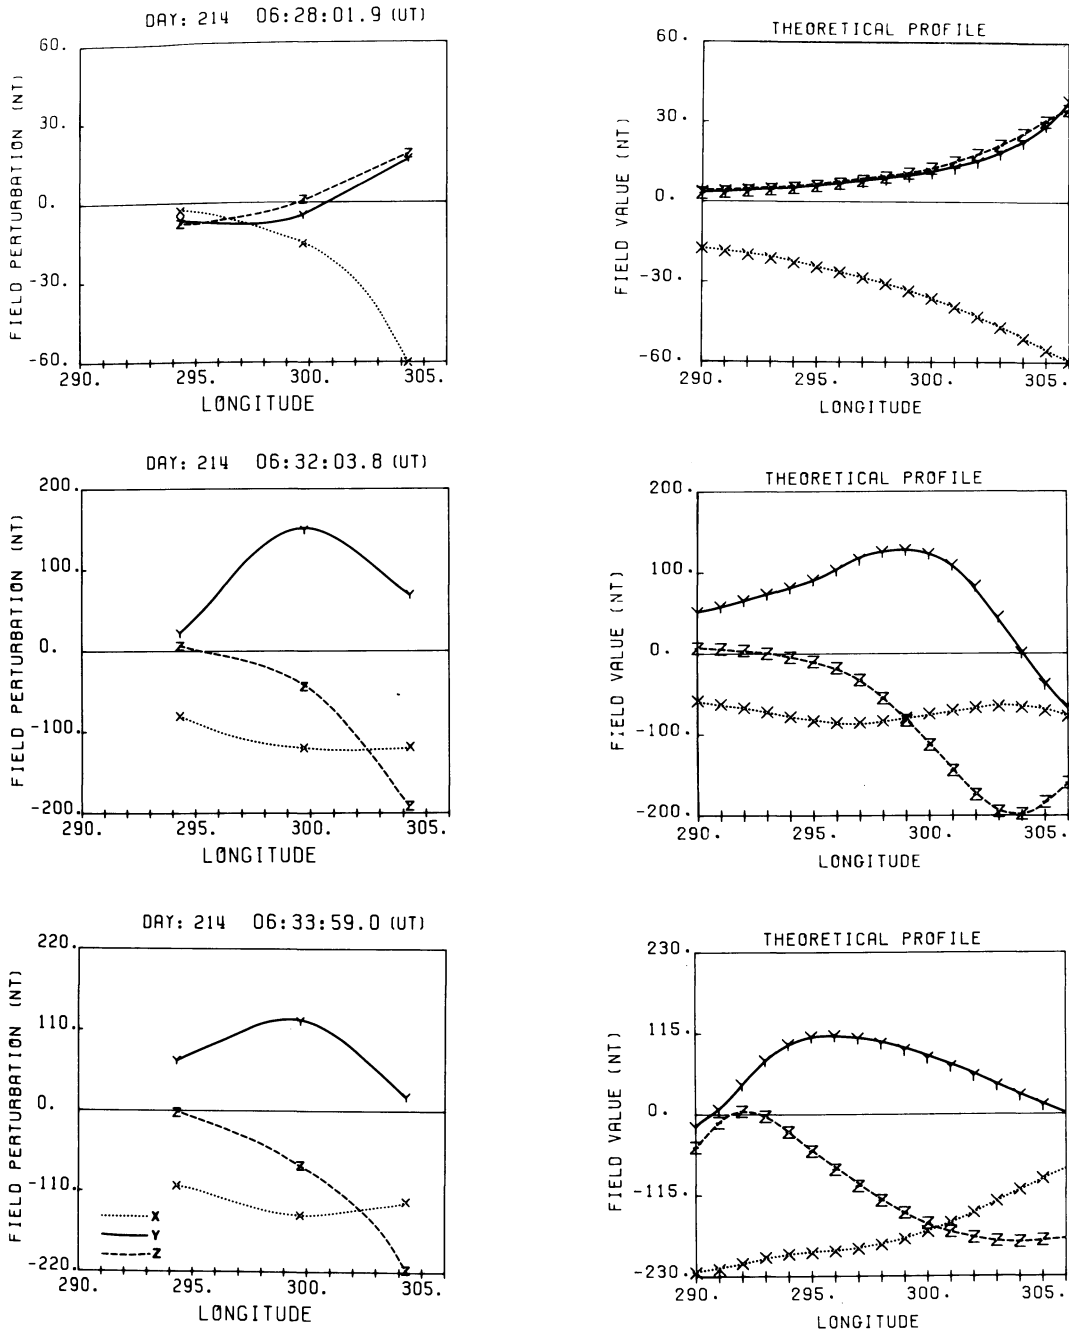 DAY: 214 06:28:01.9 (UT)
60.
30.
0.
-30.
-60.
FIELD PERTURBATION (NT)
290. 295. 300. 305.
LONGITUDE
THEORETICAL PROFILE
60.
30.
0.
-30.
-60.
FIELD VALUE (NT)
290. 295. 300. 305.
LONGITUDE
DAY: 214 06:32:03.8 (UT)
200.
100.
0.
-100.
-200.
FIELD PERTURBATION (NT)
290. 295. 300. 305.
LONGITUDE
THEORETICAL PROFILE
200.
100.
0.
-100.
-200.
FIELD VALUE (NT)
290. 295. 300. 305.
LONGITUDE
DAY: 214 06:33:59.0 (UT)
220.
110.
0.
-110.
-220.
FIELD PERTURBATION (NT)
X
Y
Z
290. 295. 300. 305.
LONGITUDE
THEORETICAL PROFILE
230.
115.
0.
-115.
-230.
FIELD VALUE (NT)
290. 295. 300. 305.
LONGITUDE